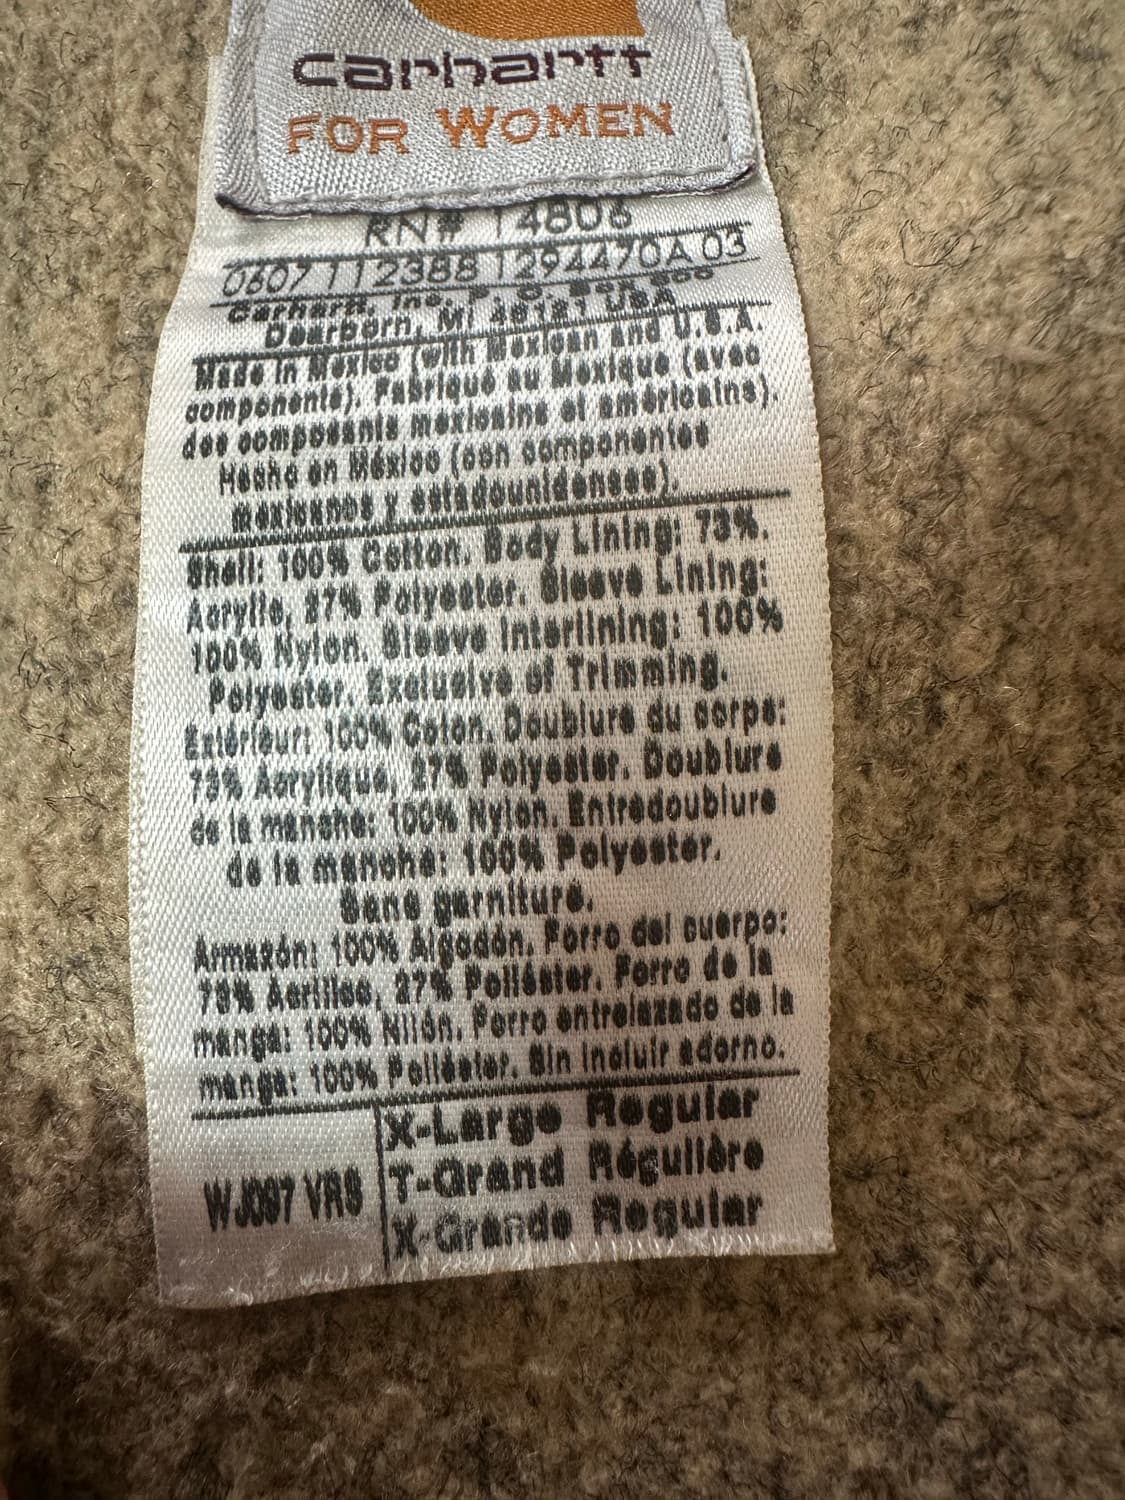 carhartt
FOR WOMEN
RN# 14806
0607 112388 1294470A 03
Carhartt, Inc. P. O. Box 600
Dearborn, MI 48121 USA
Made in Mexico (with Mexican and U.S.A.
components). Fabriqué au Mexique (avec
des composants mexicains et américains).
Hecho en México (con componentes
mexicanos y estadounidenses).
Shell: 100% Cotton. Body Lining: 73%.
Acrylic, 27% Polyester. Sleeve Lining:
100% Nylon. Sleeve Interlining: 100%
Polyester. Exclusive of Trimming.
Extérieur: 100% Coton. Doublure du corps:
73% Acrylique, 27% Polyester. Doublure
de la manche: 100% Nylon. Entredoublure
de la manche: 100% Polyester.
Sans garniture.
Armazón: 100% Algodón. Forro del cuerpo:
73% Acrílico, 27% Poliéster. Forro de la
manga: 100% Nilón. Forro entrelazado de la
manga: 100% Poliéster. Sin incluir adorno.
WJ097 VRS
X-Large Regular
T-Grand Régulière
X-Grande Regular